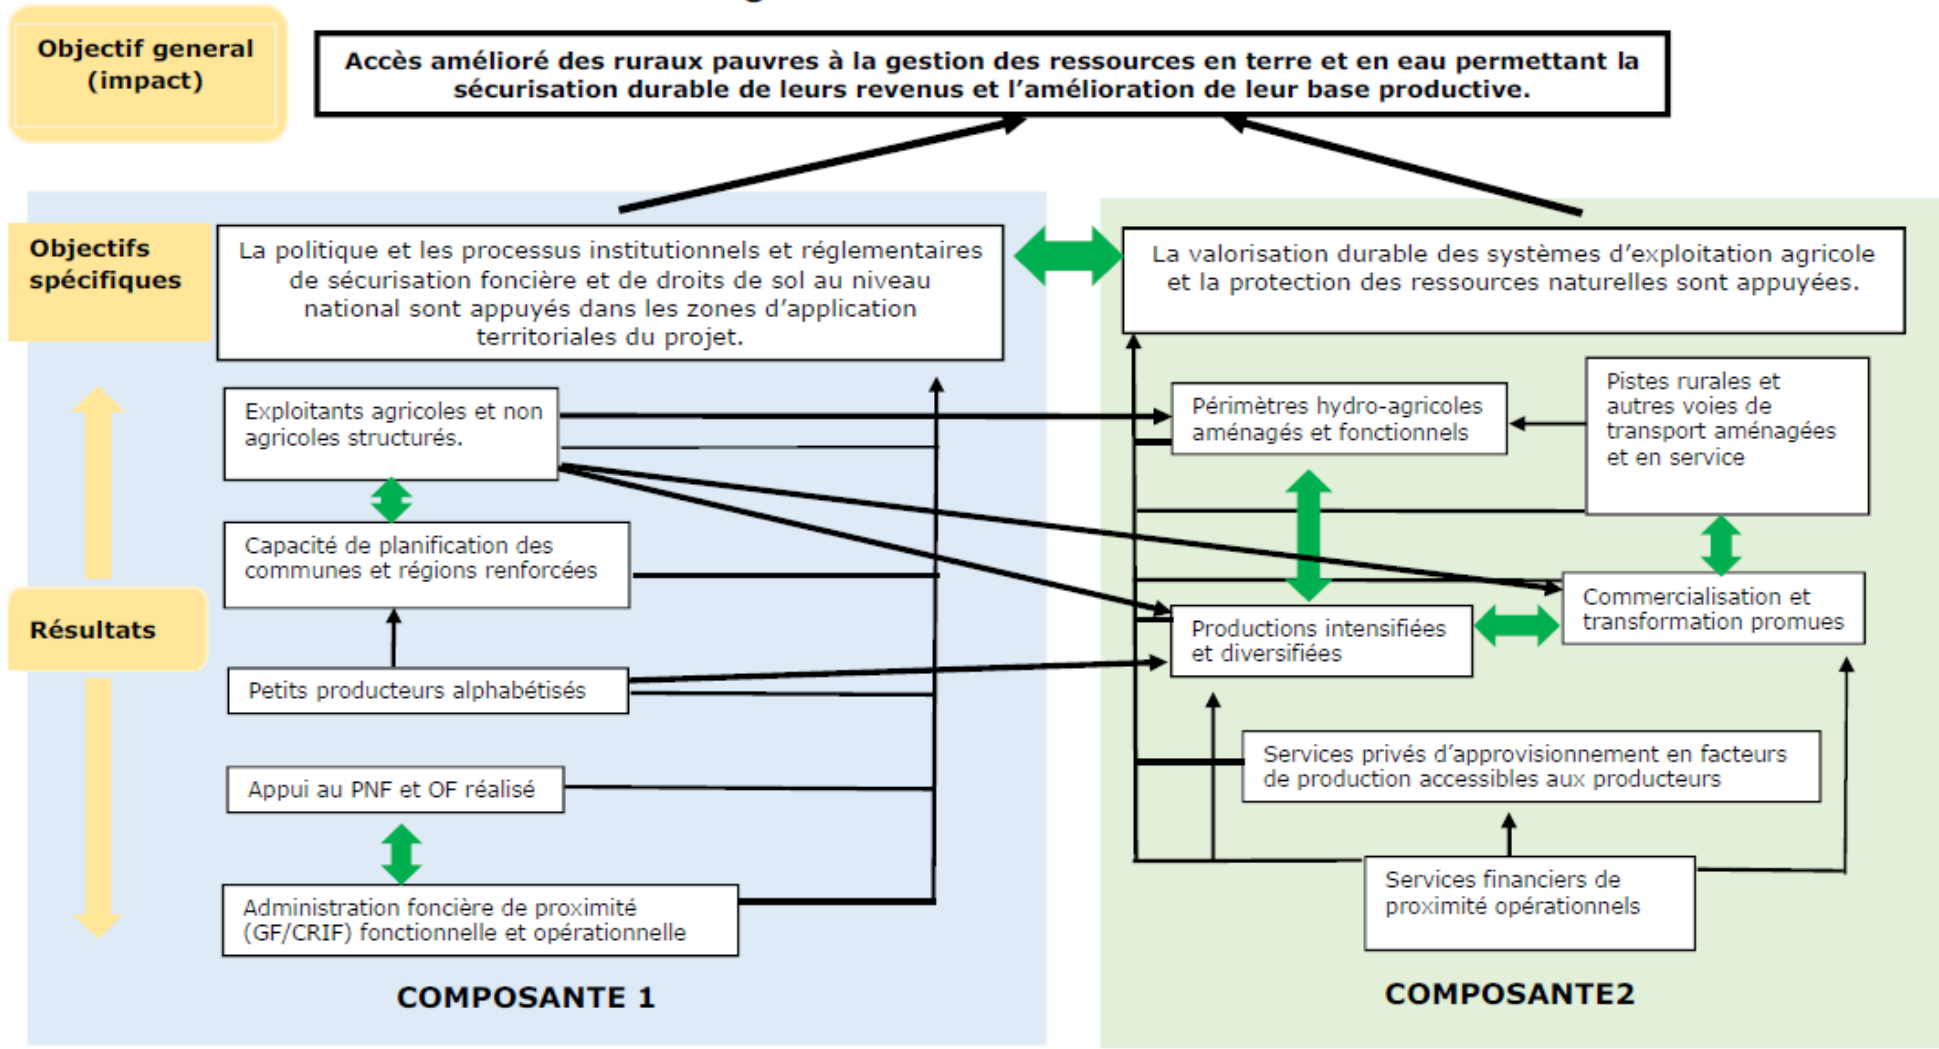 Objectif general
(impact)
Accès amélioré des ruraux pauvres à la gestion des ressources en terre et en eau permettant la
sécurisation durable de leurs revenus et l'amélioration de leur base productive.
Objectifs
spécifiques
La politique et les processus institutionnels et réglementaires
de sécurisation foncière et de droits de sol au niveau
national sont appuyés dans les zones d'application
territoriales du projet.
La valorisation durable des systèmes d'exploitation agricole
et la protection des ressources naturelles sont appuyées.
Exploitants agricoles et non
agricoles structurés.
Périmètres hydro-agricoles
aménagés et fonctionnels
Pistes rurales et
autres voies de
transport aménagées
et en service
Capacité de planification des
communes et régions renforcées
Résultats
Productions intensifiées
et diversifiées
Commercialisation et
transformation promues
Petits producteurs alphabétisés
Services privés d'approvisionnement en facteurs
de production accessibles aux producteurs
Appui au PNF et OF réalisé
Administration foncière de proximité
(GF/CRIF) fonctionnelle et opérationnelle
Services financiers de
proximité opérationnels
COMPOSANTE 1
COMPOSANTE2